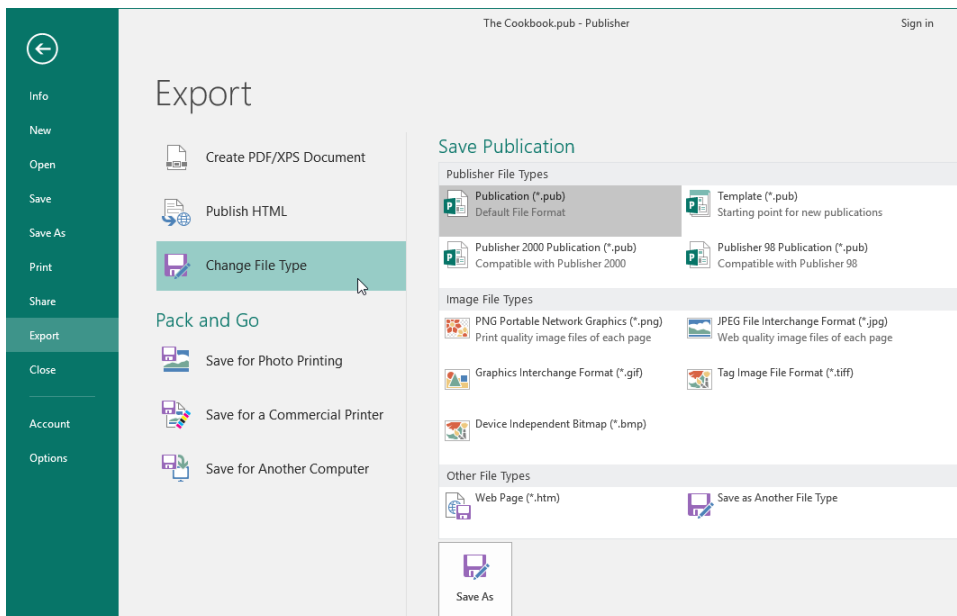 The Cookbook.pub - Publisher
Sign in
Info
New
Open
Save
Save As
Print
Share
Export
Close
Account
Options
Export
Create PDF/XPS Document
Publish HTML
Change File Type
Pack and Go
Save for Photo Printing
Save for a Commercial Printer
Save for Another Computer
Save Publication
Publisher File Types
Publication (*.pub)
Default File Format
Template (*.pub)
Starting point for new publications
Publisher 2000 Publication (*.pub)
Compatible with Publisher 2000
Publisher 98 Publication (*.pub)
Compatible with Publisher 98
Image File Types
PNG Portable Network Graphics (*.png)
Print quality image files of each page
JPEG File Interchange Format (*.jpg)
Web quality image files of each page
Graphics Interchange Format (*.gif)
Tag Image File Format (*.tiff)
Device Independent Bitmap (*.bmp)
Other File Types
Web Page (*.htm)
Save as Another File Type
Save As